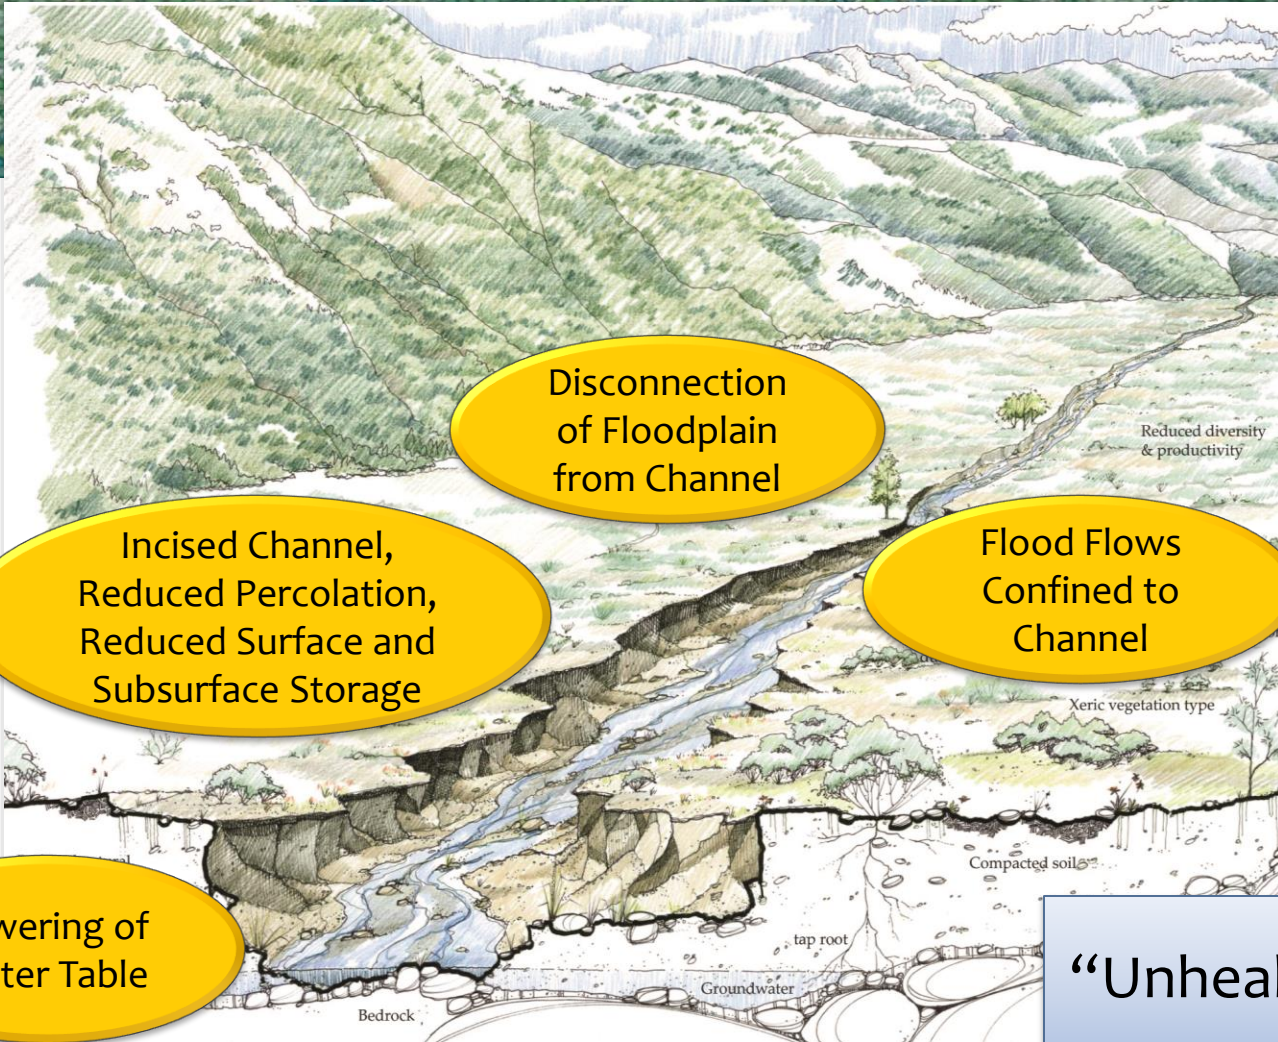 Disconnection
of Floodplain
from Channel
Reduced diversity
& productivity
Incised Channel,
Reduced Percolation,
Reduced Surface and
Subsurface Storage
Flood Flows
Confined to
Channel
Xeric vegetation type
Compacted soil
wering of
ter Table
tap root
Groundwater
Bedrock
“Unheal